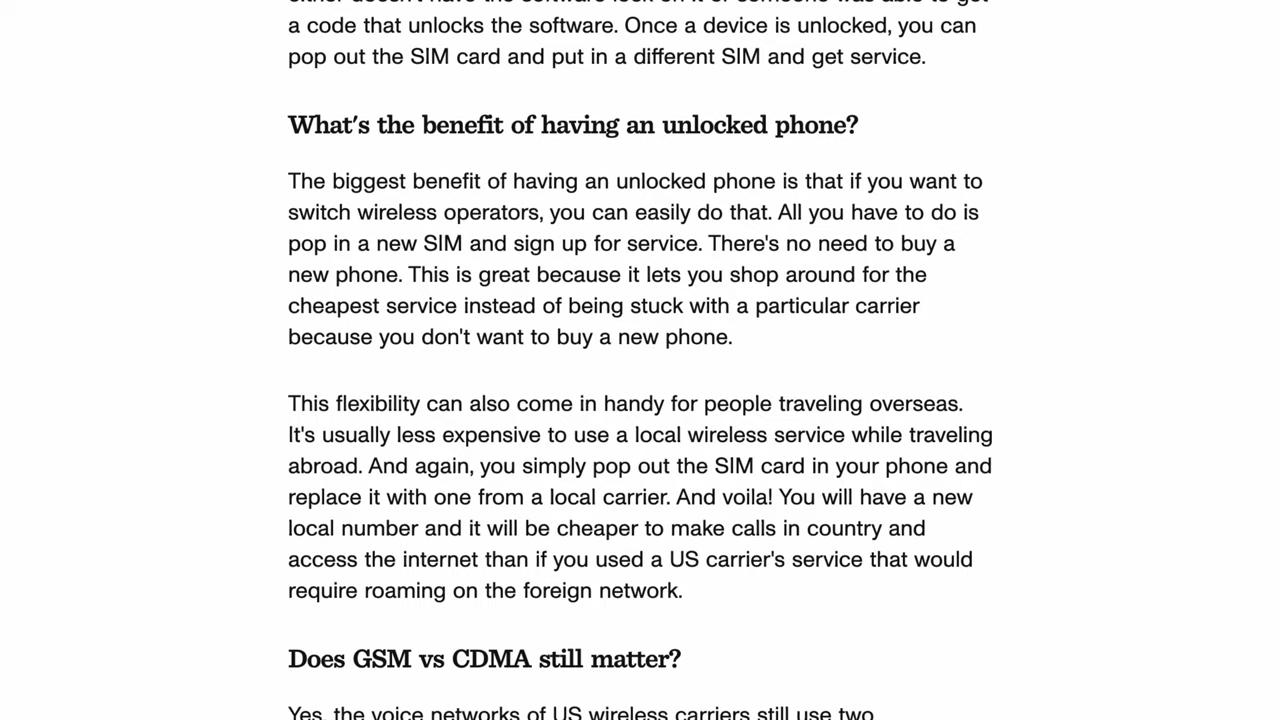 a code that unlocks the software. Once a device is unlocked, you can
pop out the SIM card and put in a different SIM and get service.
What's the benefit of having an unlocked phone?
The biggest benefit of having an unlocked phone is that if you want to
switch wireless operators, you can easily do that. All you have to do is
pop in a new SIM and sign up for service. There's no need to buy a
new phone. This is great because it lets you shop around for the
cheapest service instead of being stuck with a particular carrier
because you don't want to buy a new phone.
This flexibility can also come in handy for people traveling overseas.
It's usually less expensive to use a local wireless service while traveling
abroad. And again, you simply pop out the SIM card in your phone and
replace it with one from a local carrier. And voila! You will have a new
local number and it will be cheaper to make calls in country and
access the internet than if you used a US carrier's service that would
require roaming on the foreign network.
Does GSM vs CDMA still matter?
Yes, the voice networks of US wireless carriers still use two